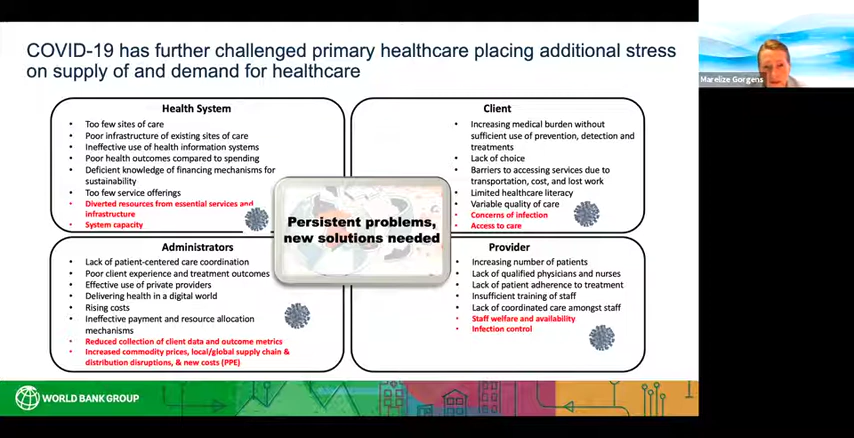 COVID-19 has further challenged primary healthcare placing additional stress
on supply of and demand for healthcare
Marelize Gorgens
Health System
Too few sites of care
Poor infrastructure of existing sites of care
Ineffective use of health information systems
Poor health outcomes compared to spending
Deficient knowledge of financing mechanisms for
sustainability
Too few service offerings
Diverted resources from essential services and
infrastructure
System capacity
Client
Increasing medical burden without
sufficient use of prevention, detection and
treatments
Lack of choice
Barriers to accessing services due to
transportation, cost, and lost work
Limited healthcare literacy
Variable quality of care
Concerns of infection
Access to care
Persistent problems,
new solutions needed
Administrators
Lack of patient-centered care coordination
Poor client experience and treatment outcomes
Effective use of private providers
Delivering health in a digital world
Rising costs
Ineffective payment and resource allocation
mechanisms
Reduced collection of client data and outcome metrics
Increased commodity prices, local/global supply chain &
distribution disruptions, & new costs (PPE)
Provider
Increasing number of patients
Lack of qualified physicians and nurses
Lack of patient adherence to treatment
Insufficient training of staff
Lack of coordinated care amongst staff
Staff welfare and availability
Infection control
WORLD BANK GROUP